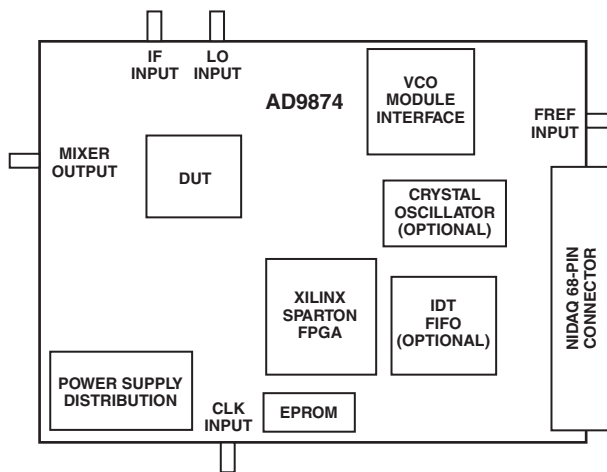 IF
INPUT
LO
INPUT
AD9874
VCO
MODULE
INTERFACE
FREF
INPUT
MIXER
OUTPUT
DUT
CRYSTAL
OSCILLATOR
(OPTIONAL)
XILINX
SPARTON
FPGA
IDT
FIFO
(OPTIONAL)
NIDAQ 68-PIN
CONNECTOR
POWER SUPPLY
DISTRIBUTION
CLK
INPUT
EPROM